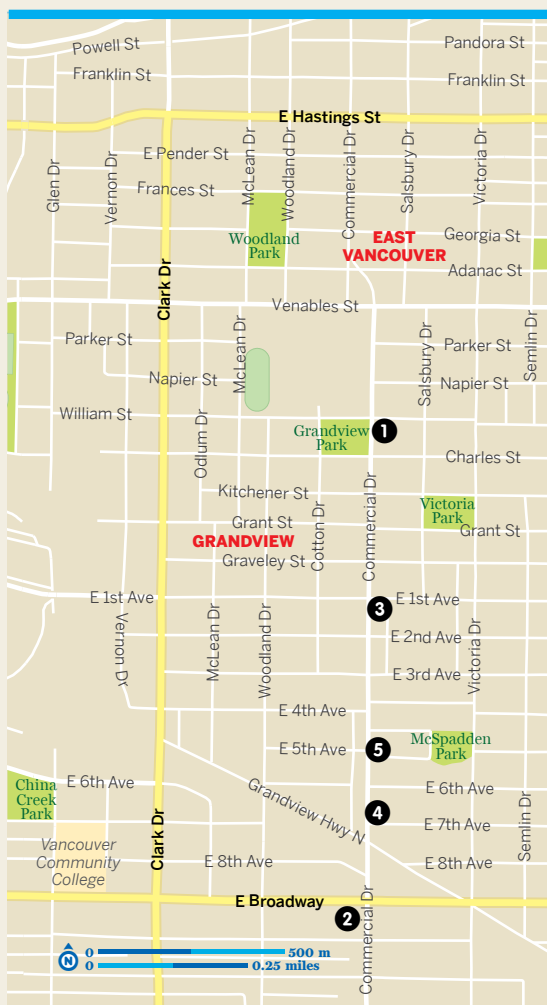 Powell St
Pandora St
Franklin St
Franklin St
E Hastings St
E Pender St
McLean Dr
Woodland Dr
Commercial Dr
Salsbury Dr
Victoria Dr
Glen Dr
Vernon Dr
Frances St
Woodland
Park
EAST
VANCOUVER
Georgia St
Adanac St
Clark Dr
Venables St
Parker St
McLean Dr
Salsbury Dr
Parker St
Semlin Dr
Napier St
Napier St
William St
Odlum Dr
Grandview
Park
1
Charles St
Kitchener St
Cotton Dr
Commercial Dr
Victoria
Park
Grant St
Grant St
GRANDVIEW
Graveley St
E 1st Ave
3
E 1st Ave
Vernon Dr
McLean Dr
Woodland Dr
E 2nd Ave
Victoria Dr
E 3rd Ave
E 4th Ave
E 5th Ave
5
McSpadden
Park
China
Creek
Park
E 6th Ave
Grandview Hwy N
4
E 6th Ave
E 7th Ave
Semlin Dr
Clark Dr
Vancouver
Community
College
E 8th Ave
E 8th Ave
E Broadway
2
Commercial Dr
N
0
500 m
0
0.25 miles